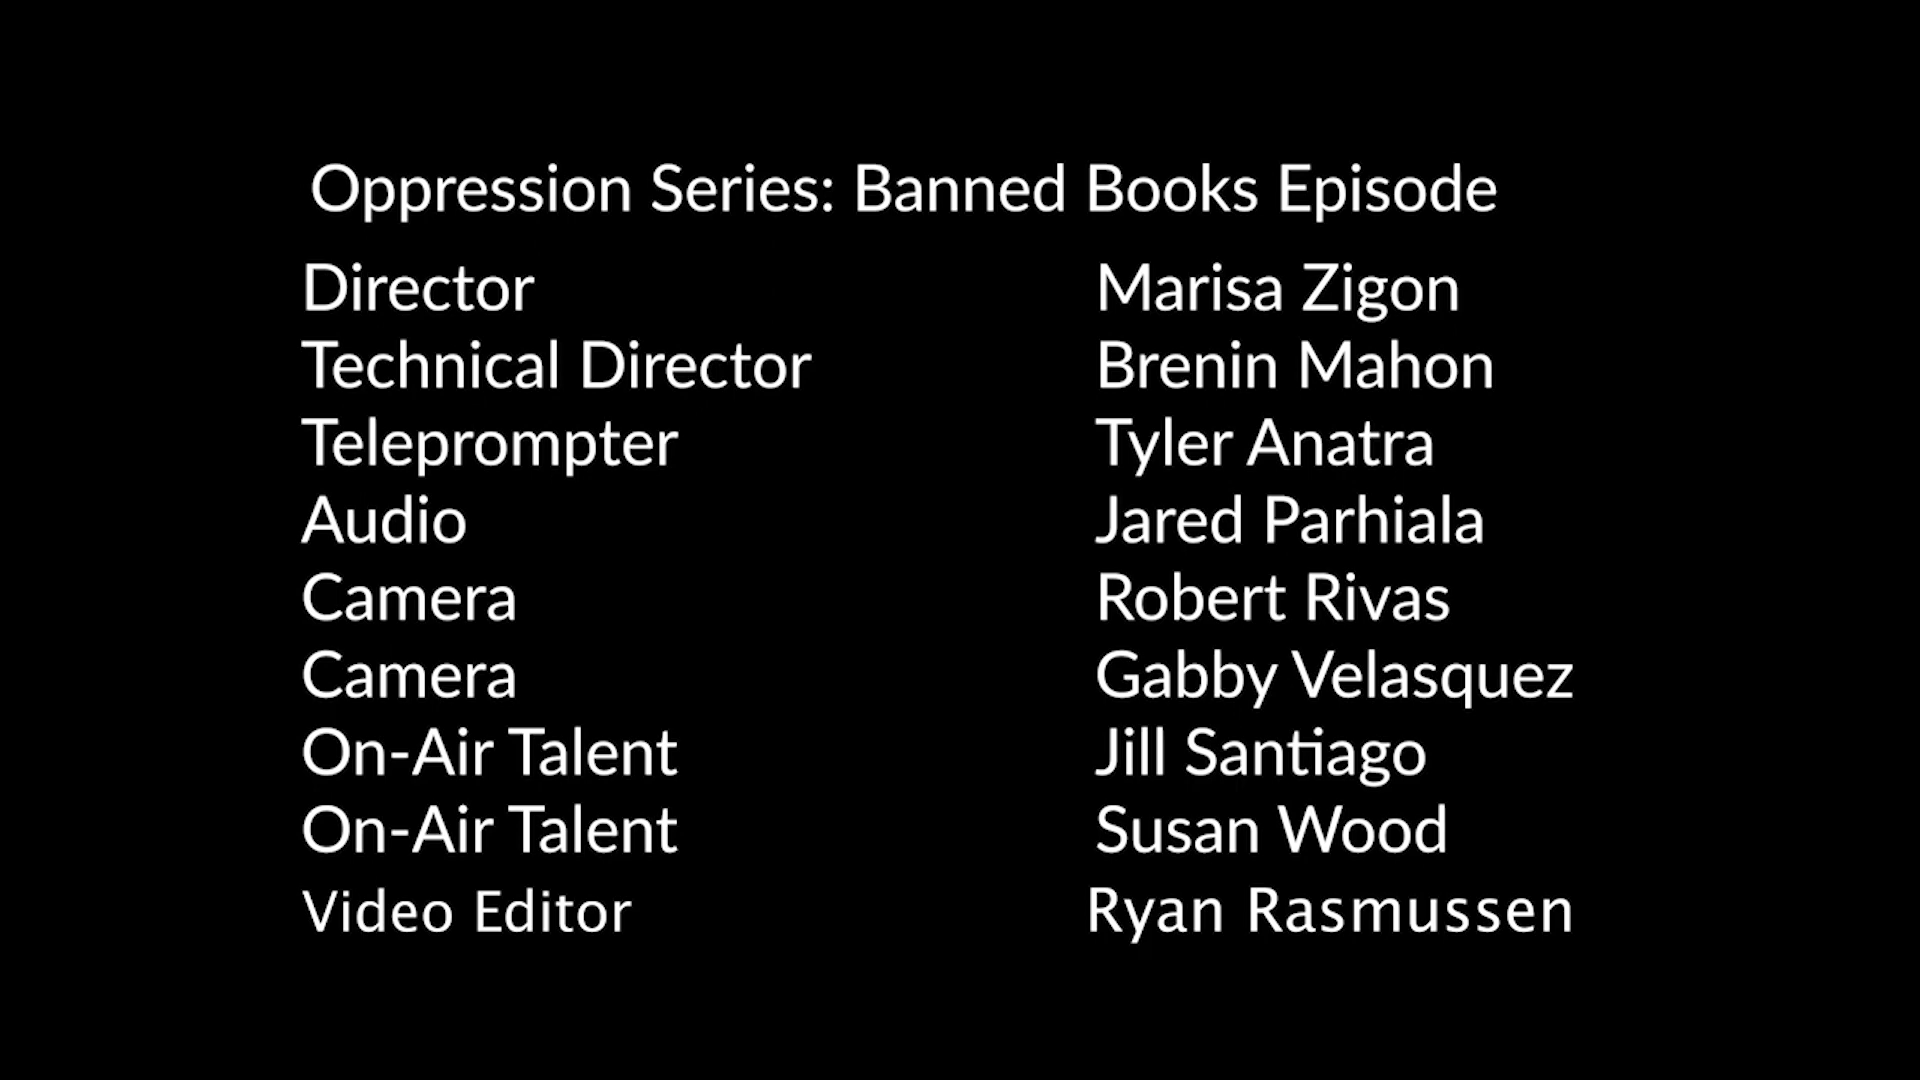 Oppression Series: Banned Books Episode
Director Marisa Zigon
Technical Director Brenin Mahon
Teleprompter Tyler Anatra
Audio Jared Parhiala
Camera Robert Rivas
Camera Gabby Velasquez
On-Air Talent Jill Santiago
On-Air Talent Susan Wood
Video Editor Ryan Rasmussen